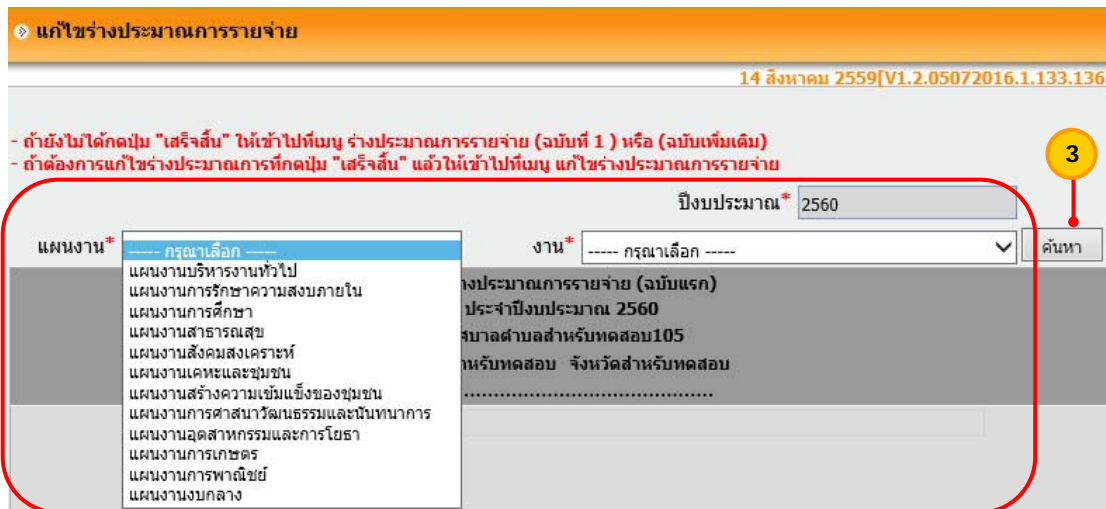 แก้ไขร่างประมาณการรายจ่าย
14 สิงหาคม 2559[V1.2.05072016.1.133.136
- ถ้ายังไม่ได้กดปุ่ม "เสร็จสิ้น" ให้เข้าไปที่เมนู ร่างประมาณการรายจ่าย (ฉบับที่ 1 ) หรือ (ฉบับเพิ่มเติม)
- ถ้าต้องการแก้ไขร่างประมาณการที่กดปุ่ม "เสร็จสิ้น" แล้วให้เข้าไปที่เมนู แก้ไขร่างประมาณการรายจ่าย
3
ปีงบประมาณ* 2560
แผนงาน* ----- กรุณาเลือก ----- งาน* ----- กรุณาเลือก ----- ค้นหา
แผนงานบริหารงานทั่วไป
แผนงานการรักษาความสงบภายใน
แผนงานการศึกษา
แผนงานสาธารณสุข
แผนงานสังคมสงเคราะห์
แผนงานเคหะและชุมชน
แผนงานสร้างความเข้มแข็งของชุมชน
แผนงานการศาสนาวัฒนธรรมและนันทนาการ
แผนงานอุตสาหกรรมและการโยธา
แผนงานการเกษตร
แผนงานการพาณิชย์
แผนงานงบกลาง
งประมาณการรายจ่าย (ฉบับแรก)
ประจำปีงบประมาณ 2560
ศบาลตำบลสำหรับทดสอบ105
ำหรับทดสอบ จังหวัดสำหรับทดสอบ
..........................................